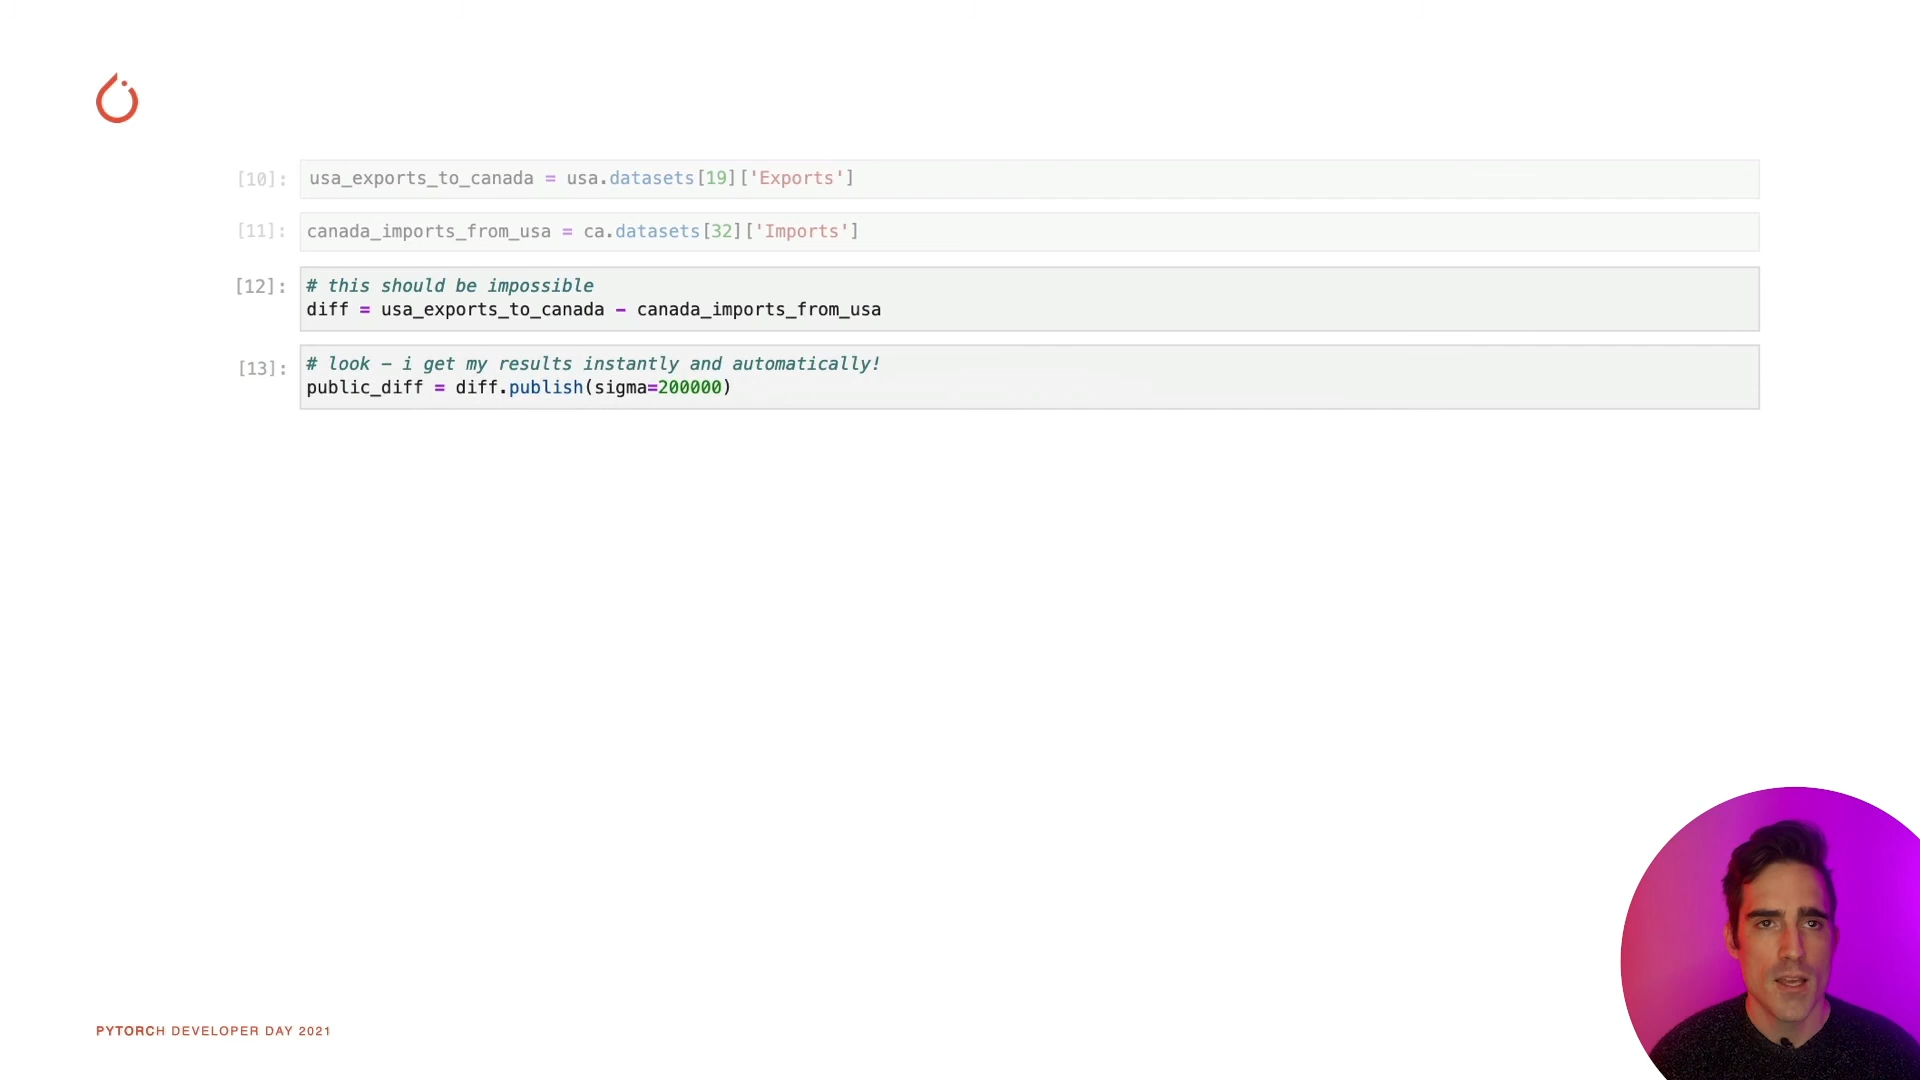 [10]: usa_exports_to_canada = usa.datasets[19]['Exports']
[11]: canada_imports_from_usa = ca.datasets[32]['Imports']
[12]: # this should be impossible
diff = usa_exports_to_canada - canada_imports_from_usa
[13]: # look - i get my results instantly and automatically!
public_diff = diff.publish(sigma=200000)
PYTORCH DEVELOPER DAY 2021